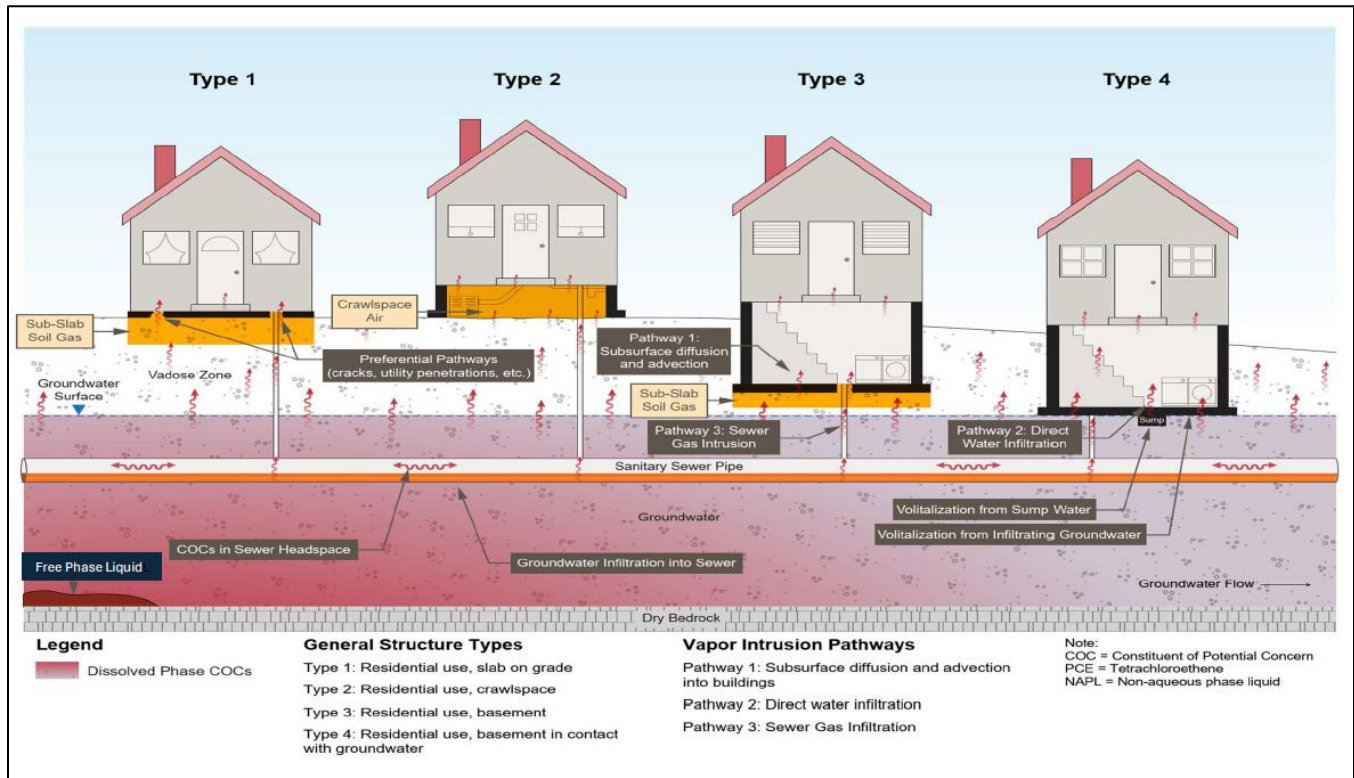 Type 1
Type 2
Type 3
Type 4
Crawlspace
Air
Sub-Slab
Soil Gas
Preferential Pathways
(cracks, utility penetrations, etc.)
Vadose Zone
Groundwater
Surface
Pathway 1:
Subsurface diffusion
and advection
Sub-Slab
Soil Gas
Pathway 3: Sewer
Gas Intrusion
Pathway 2: Direct
Water Infiltration
Sump
Sanitary Sewer Pipe
Volitalization from Sump Water
Groundwater
Volitalization from Infiltrating Groundwater
COCs in Sewer Headspace
Groundwater Infiltration into Sewer
Free Phase Liquid
Groundwater Flow
Dry Bedrock
Legend
Dissolved Phase COCs
General Structure Types
Type 1: Residential use, slab on grade
Type 2: Residential use, crawlspace
Type 3: Residential use, basement
Type 4: Residential use, basement in contact
with groundwater
Vapor Intrusion Pathways
Pathway 1: Subsurface diffusion and advection
into buildings
Pathway 2: Direct water infiltration
Pathway 3: Sewer Gas Infiltration
Note:
COC = Constituent of Potential Concern
PCE = Tetrachloroethene
NAPL = Non-aqueous phase liquid